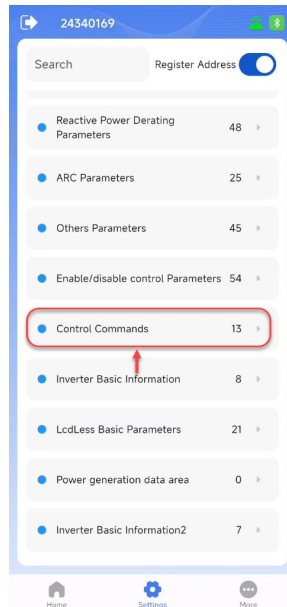 24340169
Search
Register Address
Reactive Power Derating
Parameters
48
ARC Parameters
25
Others Parameters
45
Enable/disable control Parameters
54
Control Commands
13
Inverter Basic Information
8
LcdLess Basic Parameters
21
Power generation data area
0
Inverter Basic Information2
7
Home
Settings
More